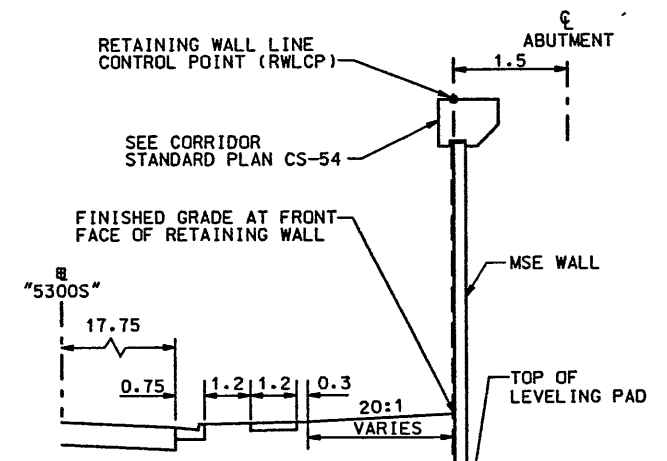 RETAINING WALL LINE
CONTROL POINT (RWLCP)
℄
ABUTMENT
1.5
SEE CORRIDOR
STANDARD PLAN CS-54
FINISHED GRADE AT FRONT
FACE OF RETAINING WALL
MSE WALL
"5300S"
17.75
0.75
1.2
1.2
0.3
20:1
VARIES
TOP OF
LEVELING PAD